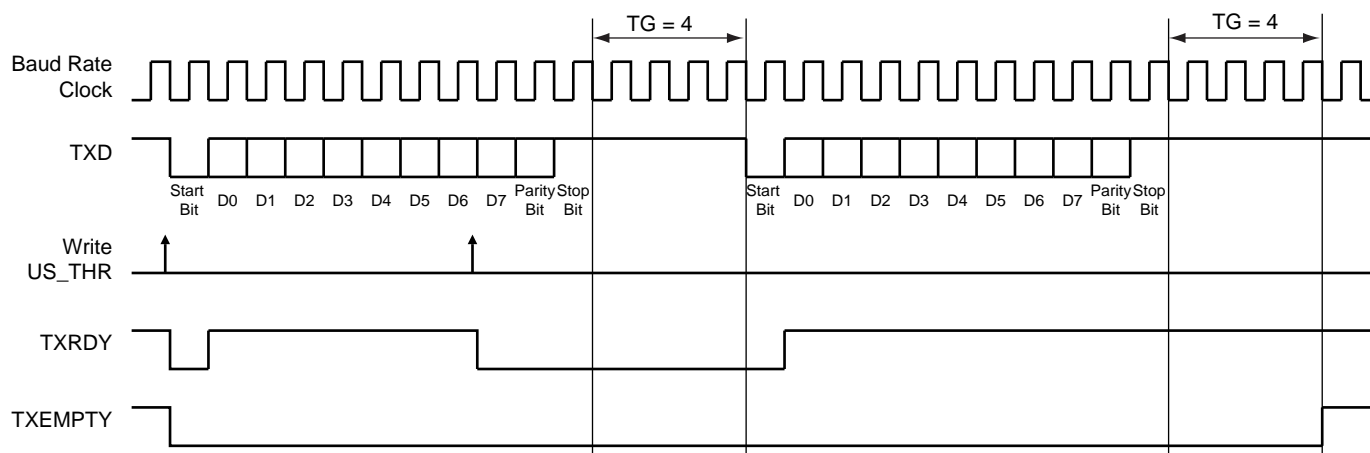 TG = 4
TG = 4
Baud Rate
Clock
TXD
Start
Bit
D0
D1
D2
D3
D4
D5
D6
D7
Parity
Bit
Stop
Bit
Start
Bit
D0
D1
D2
D3
D4
D5
D6
D7
Parity
Bit
Stop
Bit
Write
US_THR
TXRDY
TXEMPTY